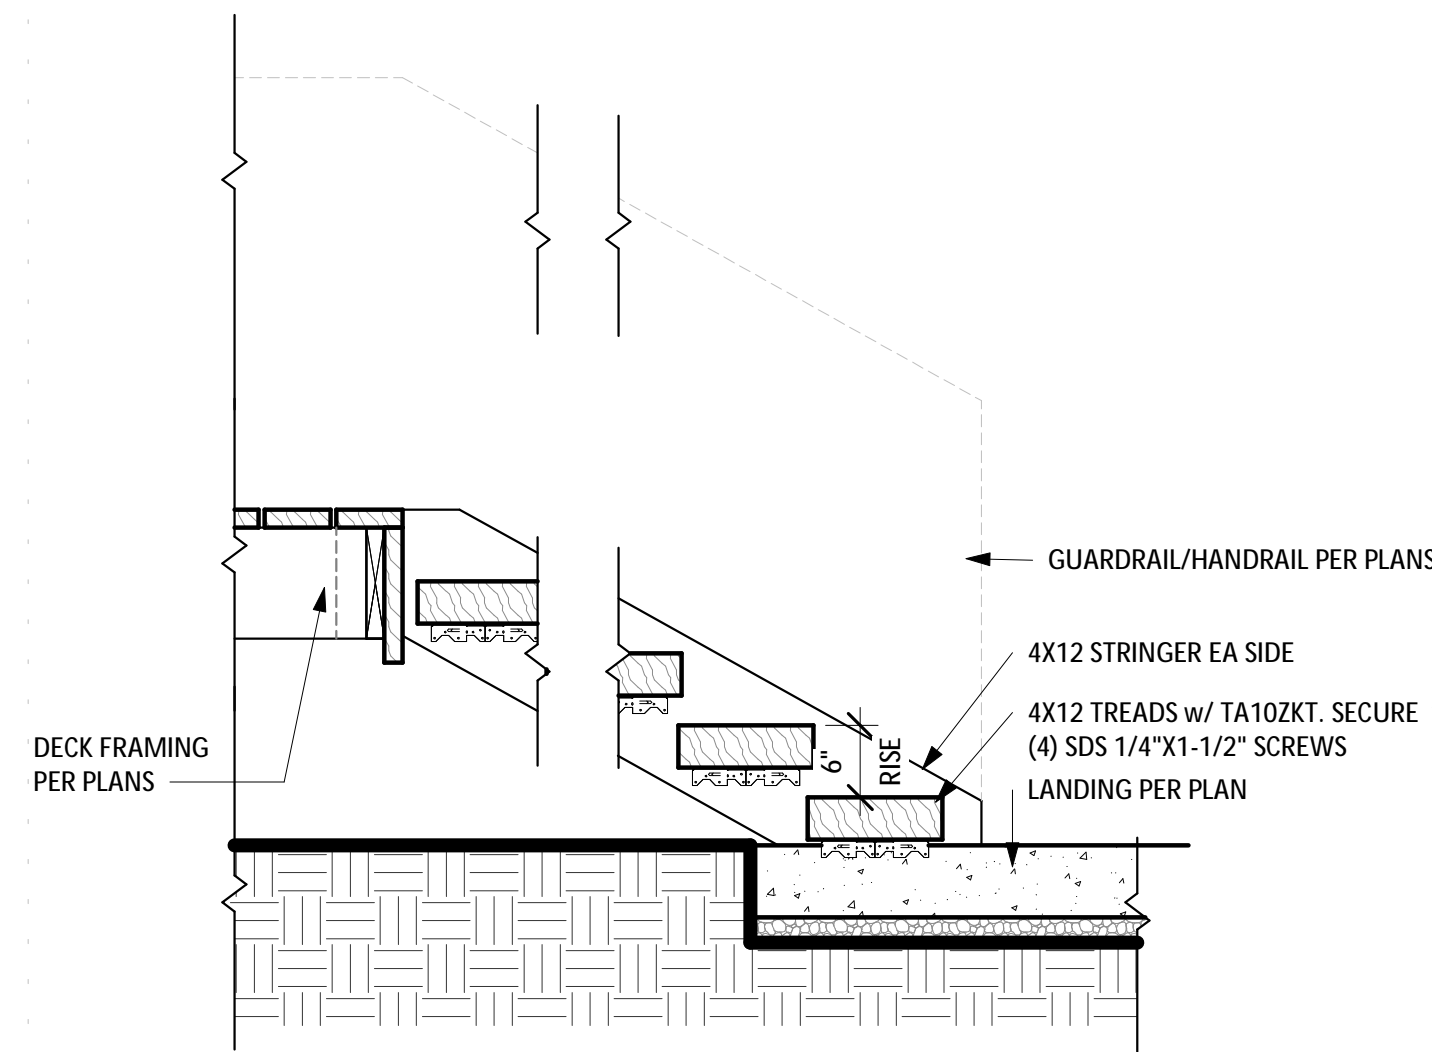 GUARDRAIL/HANDRAIL PER PLANS
4X12 STRINGER EA SIDE
4X12 TREADS w/ TA10ZKT. SECURE
(4) SDS 1/4"X1-1/2" SCREWS
LANDING PER PLAN
6"
RISE
DECK FRAMING
PER PLANS